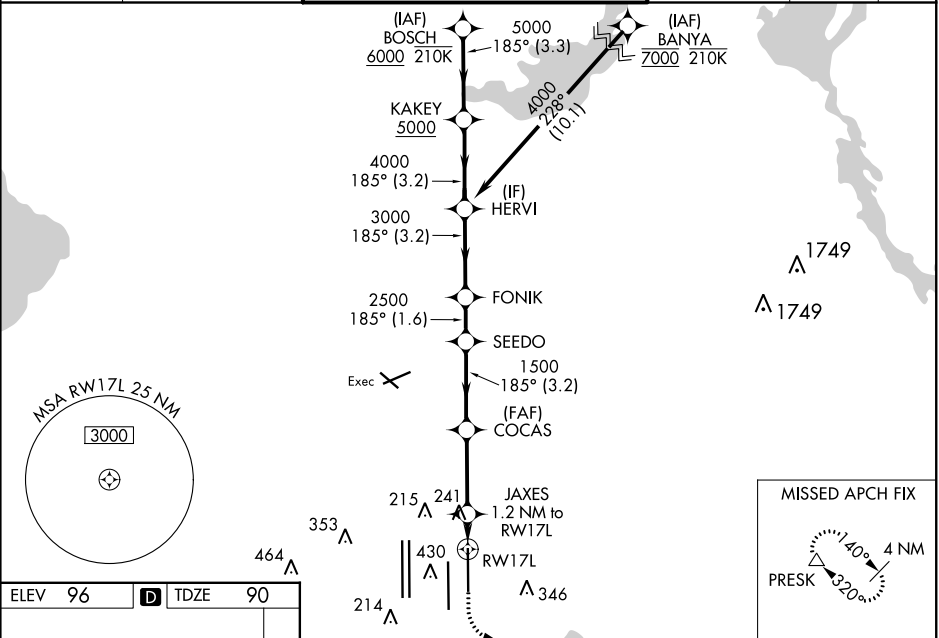 (IAF)
BOSCH
6000 210K
5000
185° (3.3)
(IAF)
BANYA
7000 210K
4000
228°
(10.1)
KAKEY
5000
4000
185° (3.2)
(IF)
HERVI
3000
185° (3.2)
1749
1749
FONIK
2500
185° (1.6)
SEEDO
1500
185° (3.2)
Exec
(FAF)
COCAS
MSA RW17L 25 NM
3000
JAXES
1.2 NM to
RW17L
215
241
353
464
430
RW17L
346
214
MISSED APCH FIX
140°
4 NM
PRESK
320°
ELEV 96
D
TDZE 90